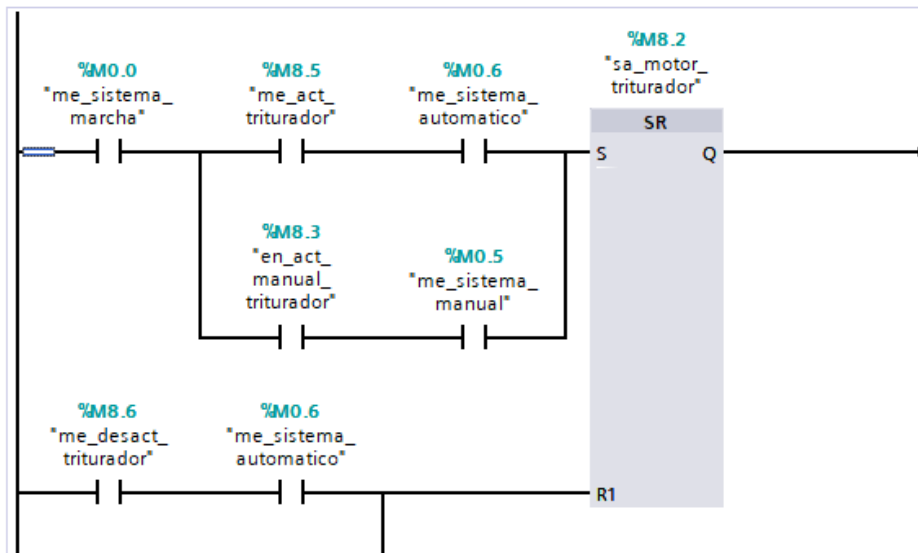 %M8.2
"sa_motor_
triturador"
%M0.0
"me_sistema_
marcha"
%M8.5
"me_act_
triturador"
%M0.6
"me_sistema_
automatico"
SR
S
Q
%M8.3
"en_act_
manual_
triturador"
%M0.5
"me_sistema_
manual"
%M8.6
"me_desact_
triturador"
%M0.6
"me_sistema_
automatico"
R1